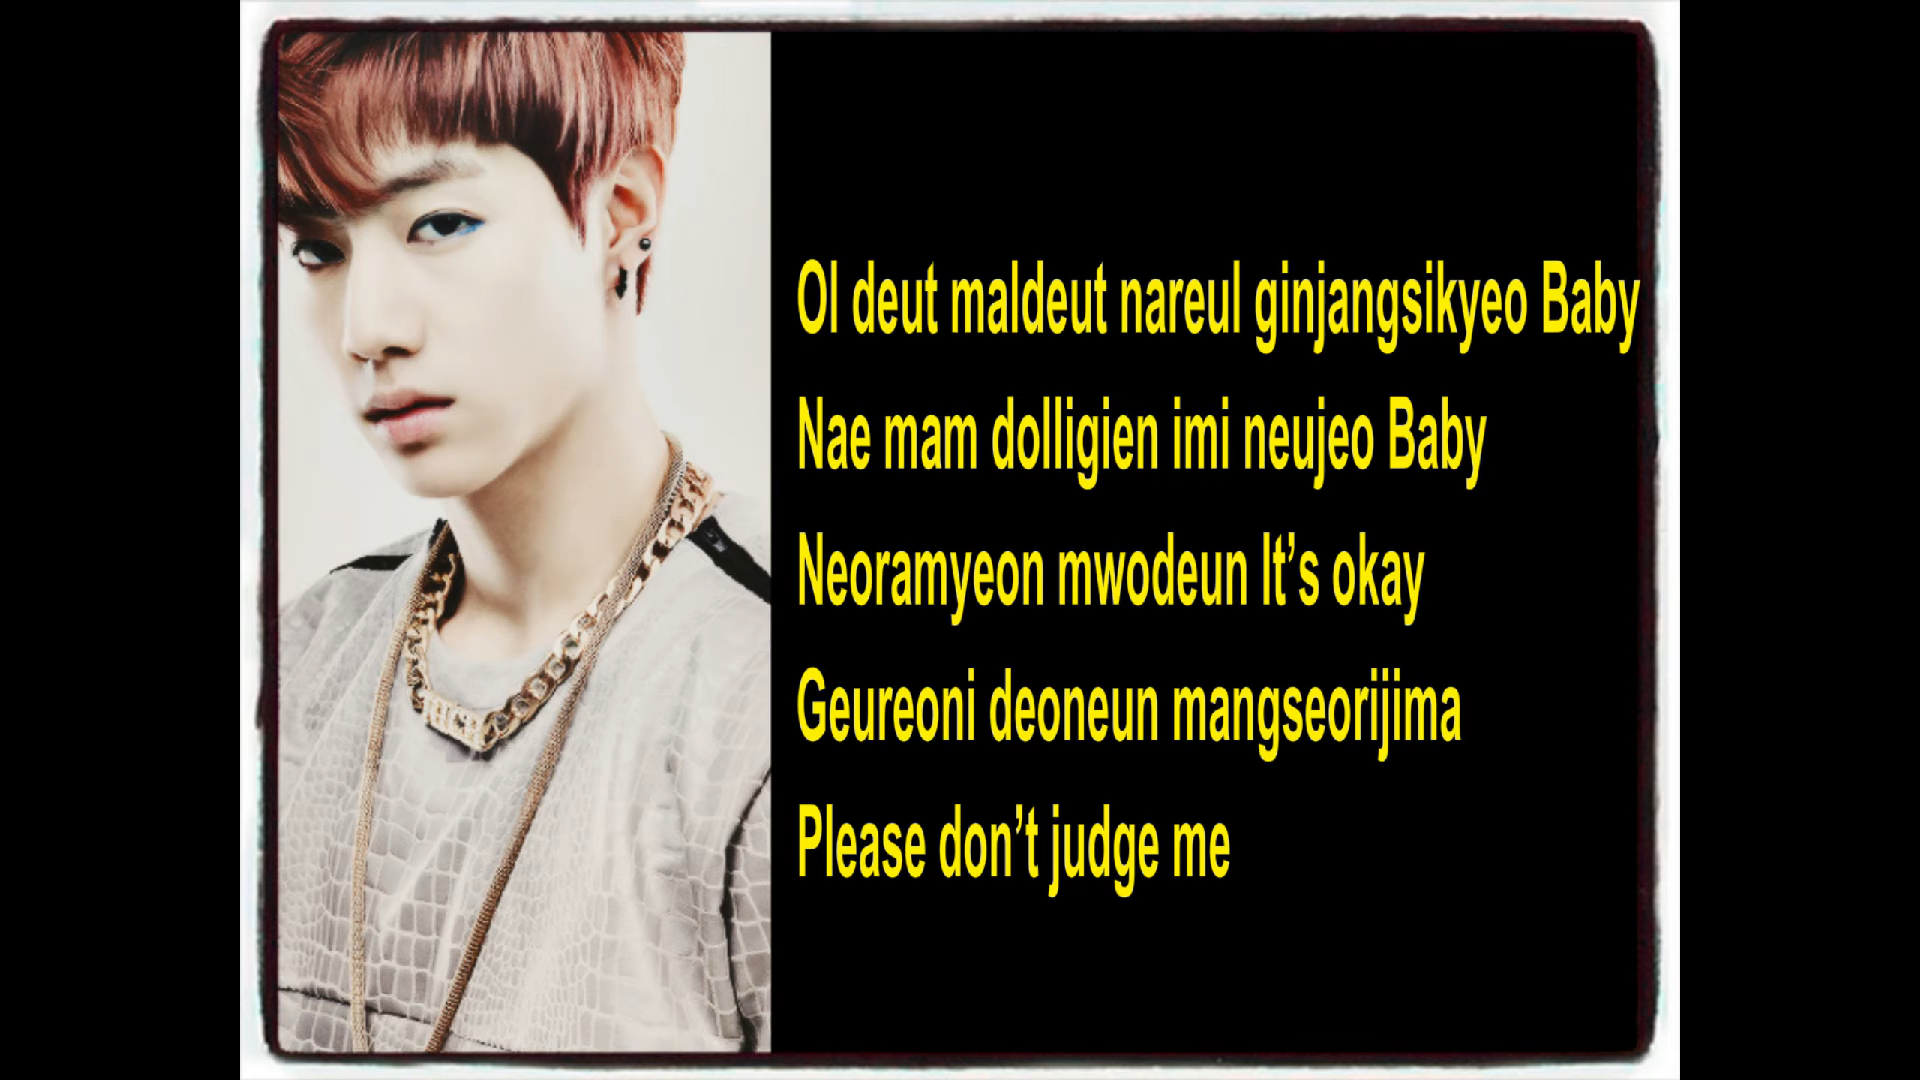 Ol deut maldeut nareul ginjangsikyeo Baby
Nae mam dolligien imi neujeo Baby
Neoramyeon mwodeun It’s okay
Geureoni deoneun mangseorijima
Please don’t judge me